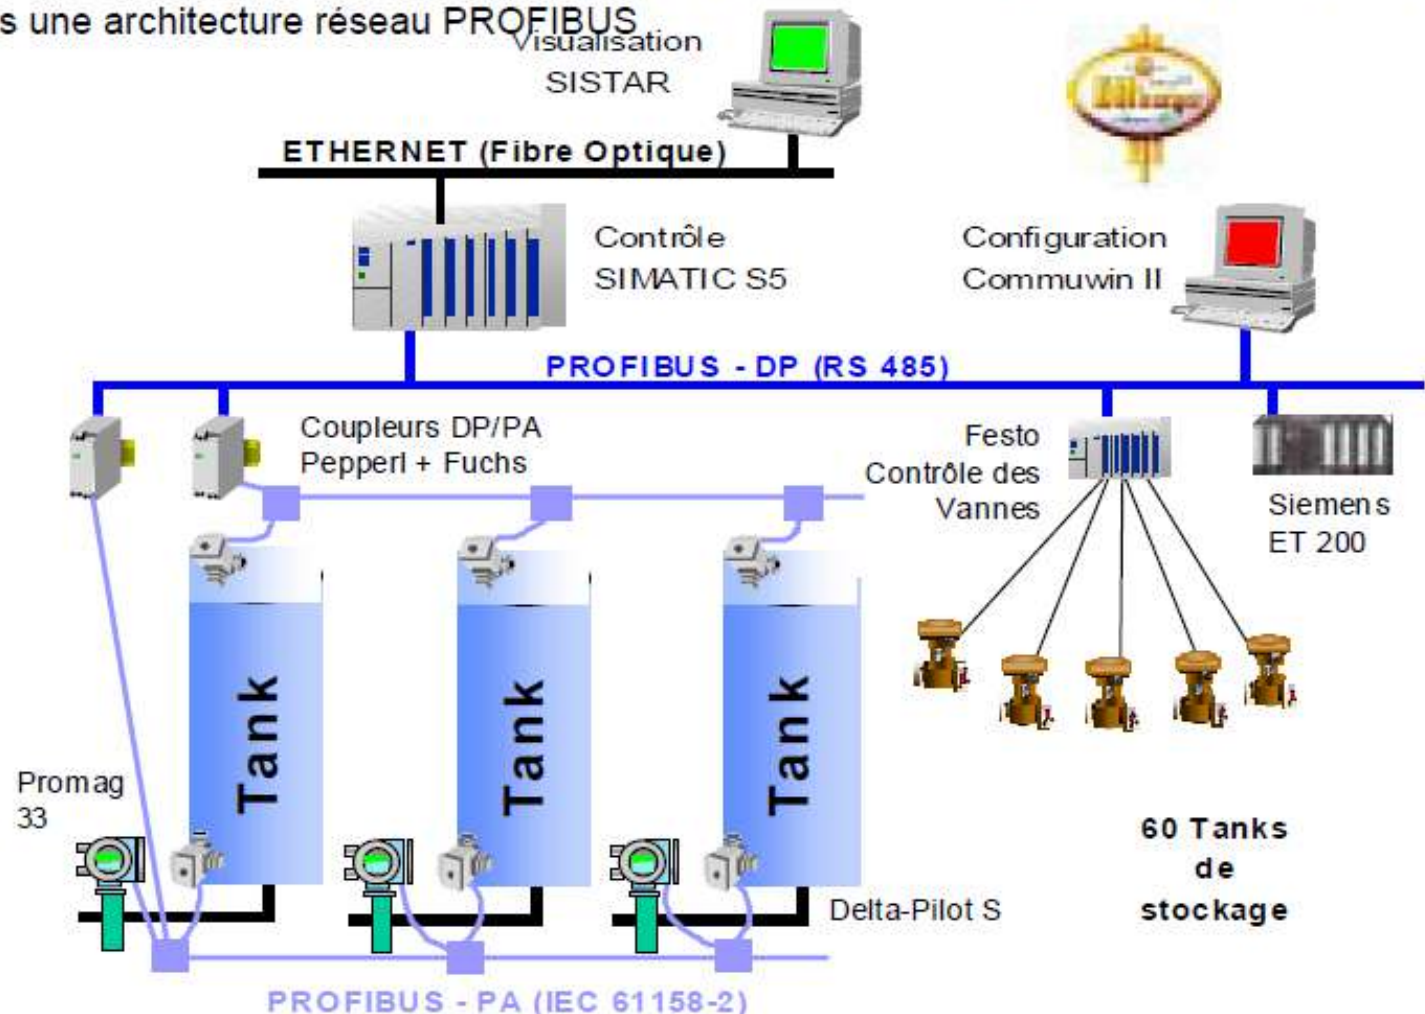 s une architecture réseau PROFIBUS
Visualisation
SISTAR
ETHERNET (Fibre Optique)
Contrôle
SIMATIC S5
Configuration
Commuwin II
PROFIBUS - DP (RS 485)
Coupleurs DP/PA
Pepperl + Fuchs
Festo
Contrôle des
Vannes
Siemens
ET 200
Tank
Tank
Tank
Promag
33
60 Tanks
de
stockage
Delta-Pilot S
PROFIBUS - PA (IEC 61158-2)